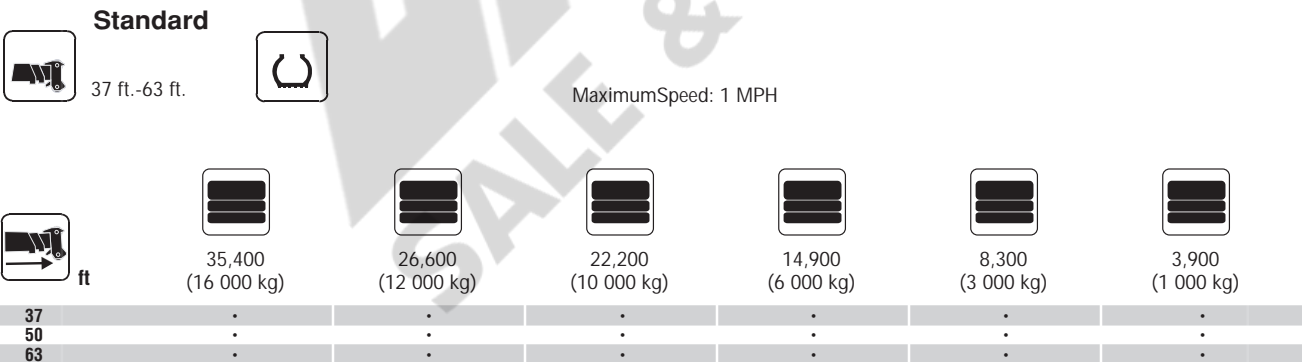 Standard
37 ft.-63 ft.
MaximumSpeed: 1 MPH
SALE &
ft
35,400 26,600 22,200 14,900 8,300 3,900
(16 000 kg) (12 000 kg) (10 000 kg) (6 000 kg) (3 000 kg) (1 000 kg)
37 • • • • • •
50 • • • • • •
63 • • • • • •